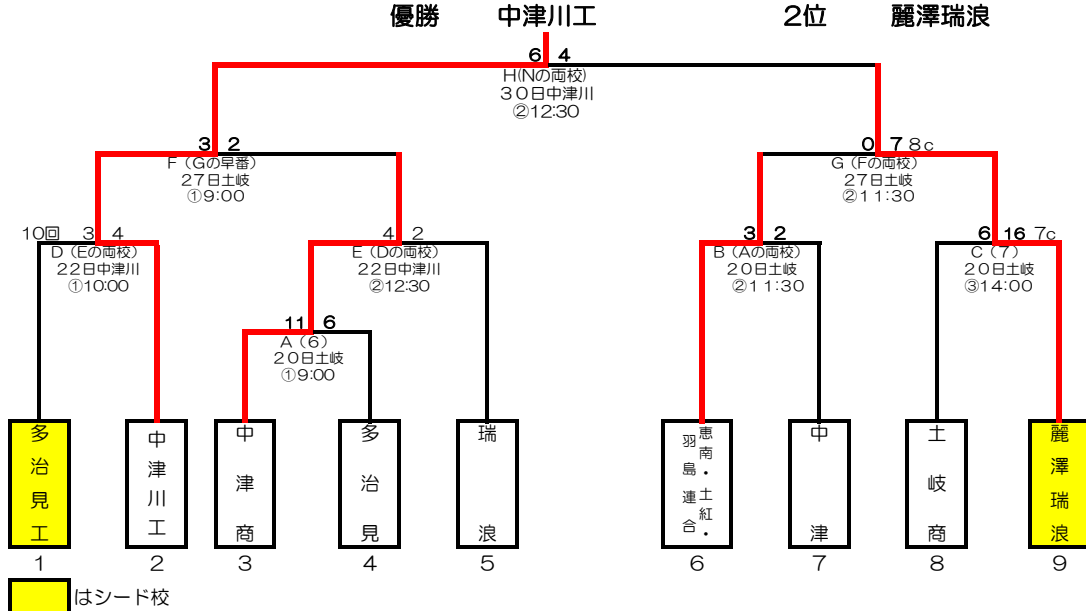 優勝 中津川工 2位 麗澤瑞浪
6 4
H(Nの両校)
30日中津川
②12:30
3 2
F（Gの早番）
27日土岐
①9:00
0 7 8c
G（Fの両校）
27日土岐
②11:30
10回 3 4
D（Eの両校）
22日中津川
①10:00
4 2
E（Dの両校）
22日中津川
②12:30
3 2
B（Aの両校）
20日土岐
②11:30
6 16 7c
C（7）
20日土岐
③14:00
11 6
A（6）
20日土岐
①9:00
多治見工
中津川工
中津商
多治見
瑞浪
恵南・土紅・
羽島連合
中津
土岐商
麗澤瑞浪
1 2 3 4 5 6 7 8 9
はシード校